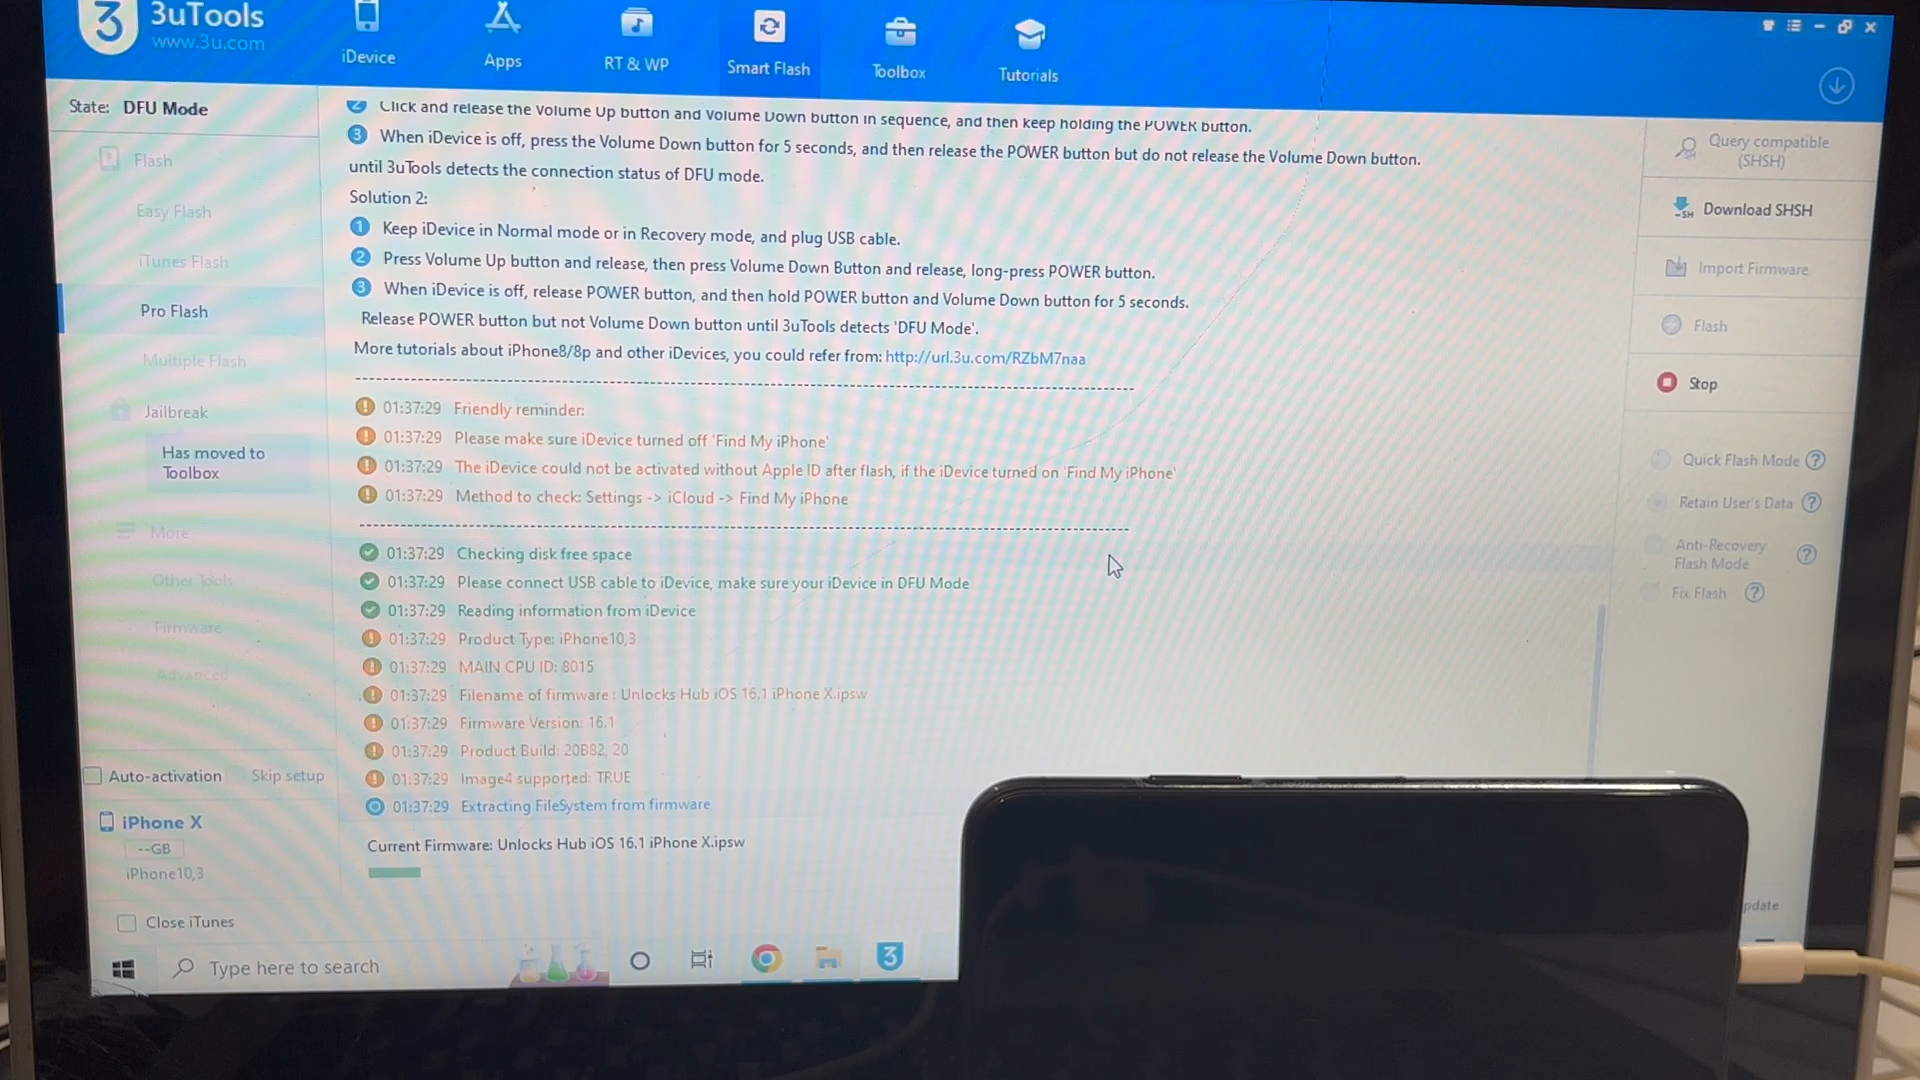 3uTools
www.3u.com
iDevice
Apps
RT & WP
Smart Flash
Toolbox
Tutorials
State: DFU Mode
Flash
Easy Flash
iTunes Flash
Pro Flash
Multiple Flash
Jailbreak
Has moved to
Toolbox
More
Other Tools
Firmware
Advanced
Auto-activation
Skip setup
iPhone X
--GB
iPhone10,3
Close iTunes
2 Click and release the Volume Up button and Volume Down button in sequence, and then keep holding the POWER button.
3 When iDevice is off, press the Volume Down button for 5 seconds, and then release the POWER button but do not release the Volume Down button.
until 3uTools detects the connection status of DFU mode.
Solution 2:
1 Keep iDevice in Normal mode or in Recovery mode, and plug USB cable.
2 Press Volume Up button and release, then press Volume Down Button and release, long-press POWER button.
3 When iDevice is off, release POWER button, and then hold POWER button and Volume Down button for 5 seconds.
Release POWER button but not Volume Down button until 3uTools detects 'DFU Mode'.
More tutorials about iPhone8/8p and other iDevices, you could refer from: http://url.3u.com/RZbM7naa
01:37:29 Friendly reminder:
01:37:29 Please make sure iDevice turned off 'Find My iPhone'
01:37:29 The iDevice could not be activated without Apple ID after flash, if the iDevice turned on 'Find My iPhone'
01:37:29 Method to check: Settings -> iCloud -> Find My iPhone
01:37:29 Checking disk free space
01:37:29 Please connect USB cable to iDevice, make sure your iDevice in DFU Mode
01:37:29 Reading information from iDevice
01:37:29 Product Type: iPhone10,3
01:37:29 MAIN CPU ID: 8015
01:37:29 Filename of firmware : Unlocks Hub iOS 16.1 iPhone X.ipsw
01:37:29 Firmware Version: 16.1
01:37:29 Product Build: 20B82, 20
01:37:29 Image4 supported: TRUE
01:37:29 Extracting FileSystem from firmware
Current Firmware: Unlocks Hub iOS 16.1 iPhone X.ipsw
Query compatible
(SHSH)
Download SHSH
Import Firmware
Flash
Stop
Quick Flash Mode ?
Retain User's Data ?
Anti-Recovery
Flash Mode ?
Fix Flash ?
pdate
Type here to search